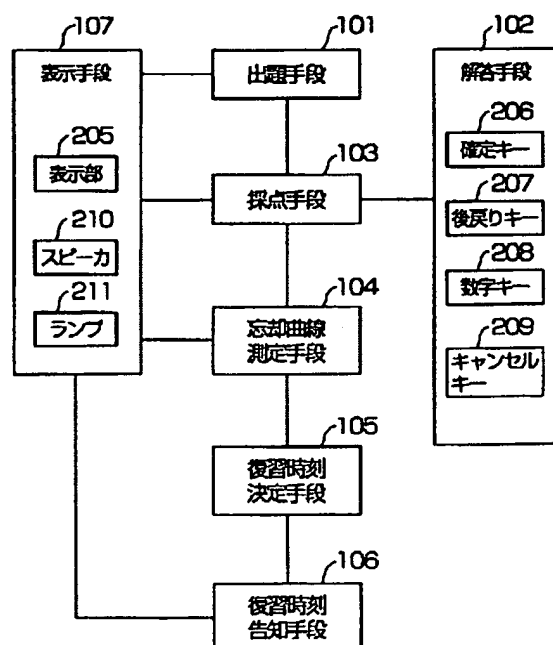 107
表示手段
205
表示部
210
スピーカ
211
ランプ
101
出題手段
103
採点手段
104
忘却曲線
測定手段
105
復習時刻
決定手段
106
復習時刻
告知手段
102
解答手段
206
確定キー
207
後戻りキー
208
数字キー
209
キャンセル
キー